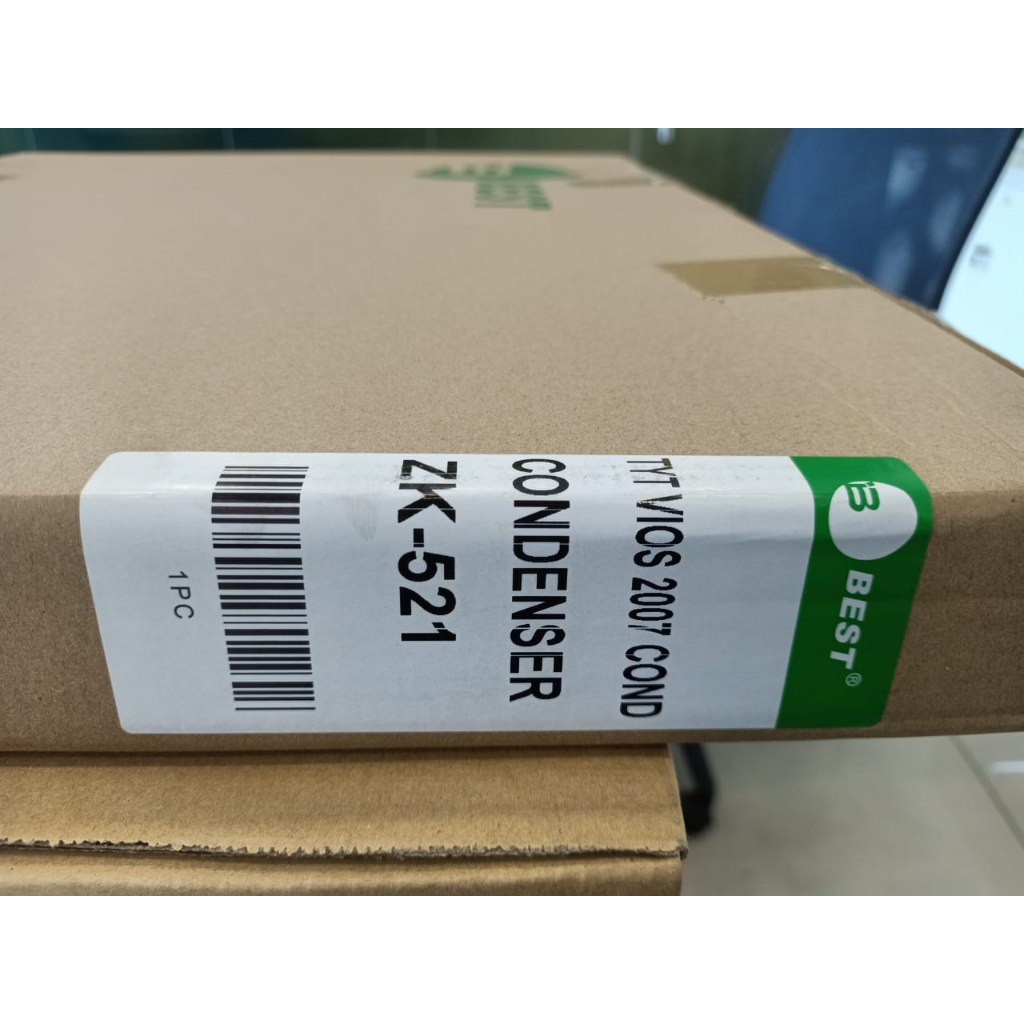 B
BEST®
TYT VIOS 2007 COND
CONDENSER
ZK-521
1PC